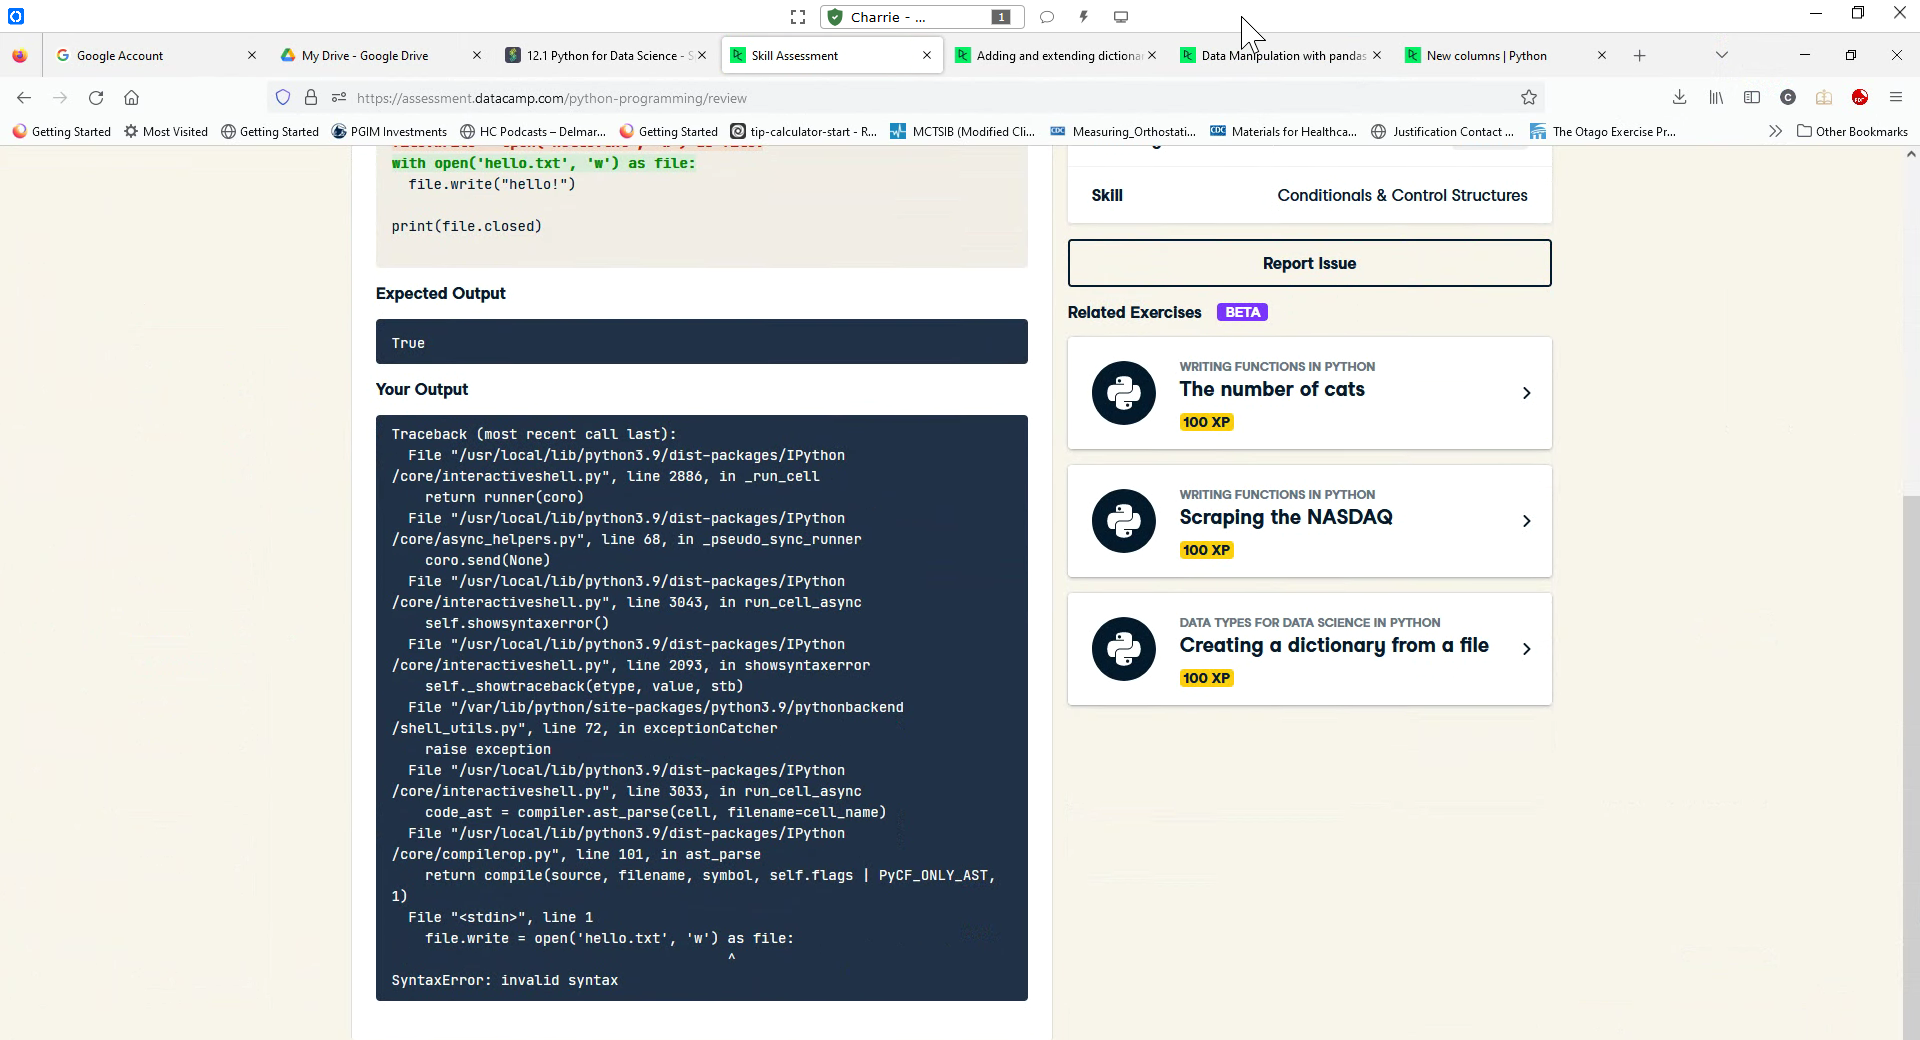 Charrie - ...
1
Google Account
My Drive - Google Drive
12.1 Python for Data Science - S
Skill Assessment
Adding and extending dictionar
Data Manipulation with pandas
New columns | Python
https://assessment.datacamp.com/python-programming/review
Getting Started
Most Visited
Getting Started
PGIM Investments
HC Podcasts – Delmar...
Getting Started
tip-calculator-start - R...
MCTSIB (Modified Cli...
Measuring_Orthostati...
Materials for Healthca...
Justification Contact ...
The Otago Exercise Pr...
Other Bookmarks
with open('hello.txt', 'w') as file:
file.write("hello!")
print(file.closed)
Expected Output
True
Your Output
Traceback (most recent call last):
File "/usr/local/lib/python3.9/dist-packages/IPython
/core/interactiveshell.py", line 2886, in _run_cell
return runner(coro)
File "/usr/local/lib/python3.9/dist-packages/IPython
/core/async_helpers.py", line 68, in _pseudo_sync_runner
coro.send(None)
File "/usr/local/lib/python3.9/dist-packages/IPython
/core/interactiveshell.py", line 3043, in run_cell_async
self.showsyntaxerror()
File "/usr/local/lib/python3.9/dist-packages/IPython
/core/interactiveshell.py", line 2093, in showsyntaxerror
self._showtraceback(etype, value, stb)
File "/var/lib/python/site-packages/python3.9/pythonbackend
/shell_utils.py", line 72, in exceptionCatcher
raise exception
File "/usr/local/lib/python3.9/dist-packages/IPython
/core/interactiveshell.py", line 3033, in run_cell_async
code_ast = compiler.ast_parse(cell, filename=cell_name)
File "/usr/local/lib/python3.9/dist-packages/IPython
/core/compilerop.py", line 101, in ast_parse
return compile(source, filename, symbol, self.flags | PyCF_ONLY_AST,
1)
File "<stdin>", line 1
file.write = open('hello.txt', 'w') as file:
^
SyntaxError: invalid syntax
Skill
Conditionals & Control Structures
Report Issue
Related Exercises
BETA
WRITING FUNCTIONS IN PYTHON
The number of cats
100 XP
WRITING FUNCTIONS IN PYTHON
Scraping the NASDAQ
100 XP
DATA TYPES FOR DATA SCIENCE IN PYTHON
Creating a dictionary from a file
100 XP